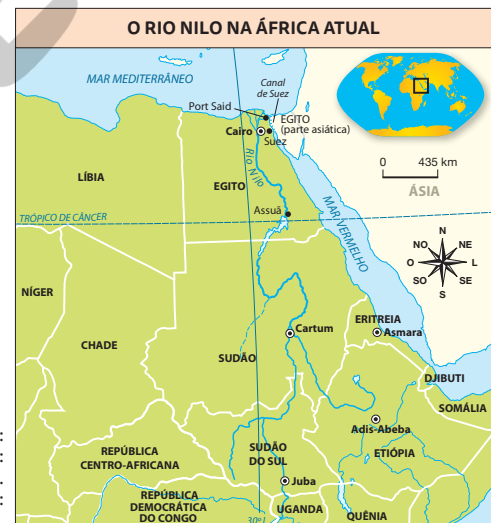 O RIO NILO NA ÁFRICA ATUAL
MAR MEDITERRÂNEO
Canal
de Suez
Port Said
EGITO
(parte asiática)
Cairo
Suez
0 435 km
ÁSIA
LÍBIA
EGITO
Rio Nilo
Assuã
TRÓPICO DE CÂNCER
MAR VERMELHO
N
NO NE
O L
SO SE
S
NÍGER
CHADE
SUDÃO
Cartum
ERITREIA
Asmara
DJIBUTI
SOMÁLIA
Adis-Abeba
ETIÓPIA
REPÚBLICA
CENTRO-AFRICANA
SUDÃO
DO SUL
Juba
REPÚBLICA
DEMOCRÁTICA
DO CONGO
UGANDA
QUÊNIA
30° L